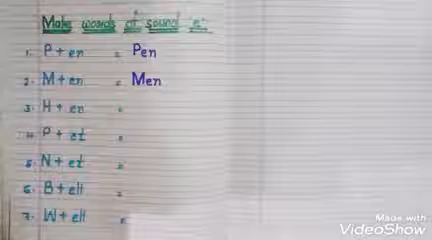 Make words of sound "e"
1. P + en = Pen
2. M + en = Men
3. H + en =
4. P + et =
5. N + et =
6. B + ell =
7. W + ell =
Made with
VideoShow